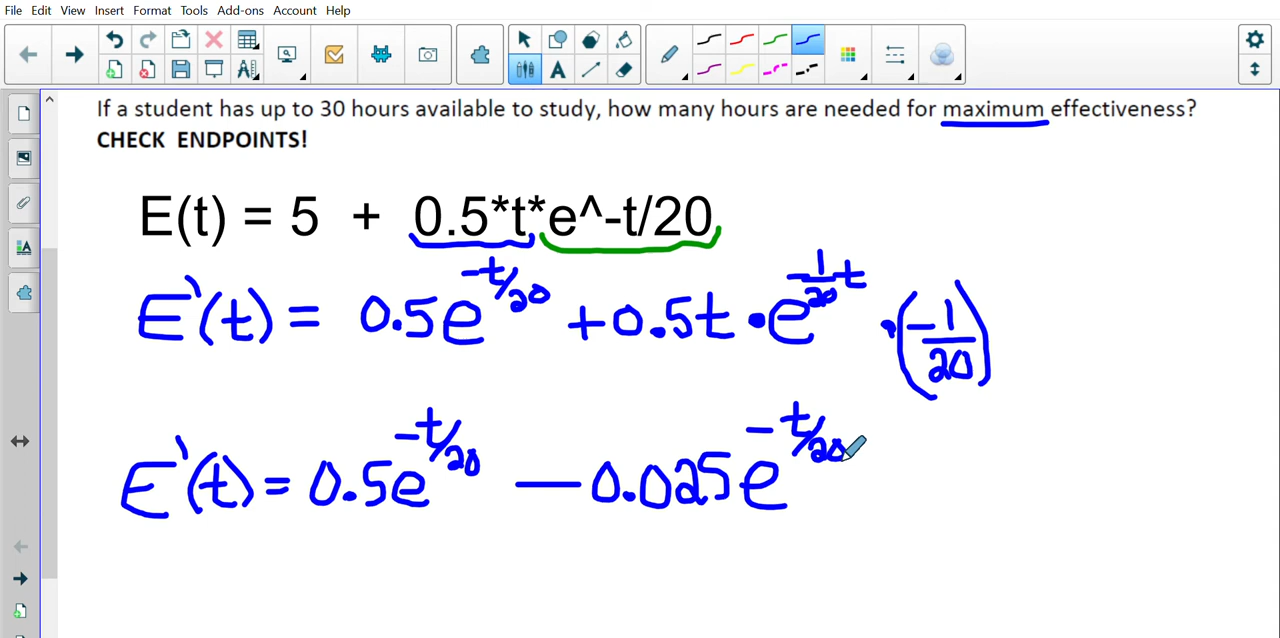 File Edit View Insert Format Tools Add-ons Account Help
If a student has up to 30 hours available to study, how many hours are needed for maximum effectiveness?
CHECK ENDPOINTS!
E(t) = 5 + 0.5*t*e^-t/20
E'(t) = 0.5e^{-t/20} + 0.5t · e^{-\frac{1}{20}t} · (-\frac{1}{20})
E'(t) = 0.5e^{-t/20} - 0.025e^{-t/20}